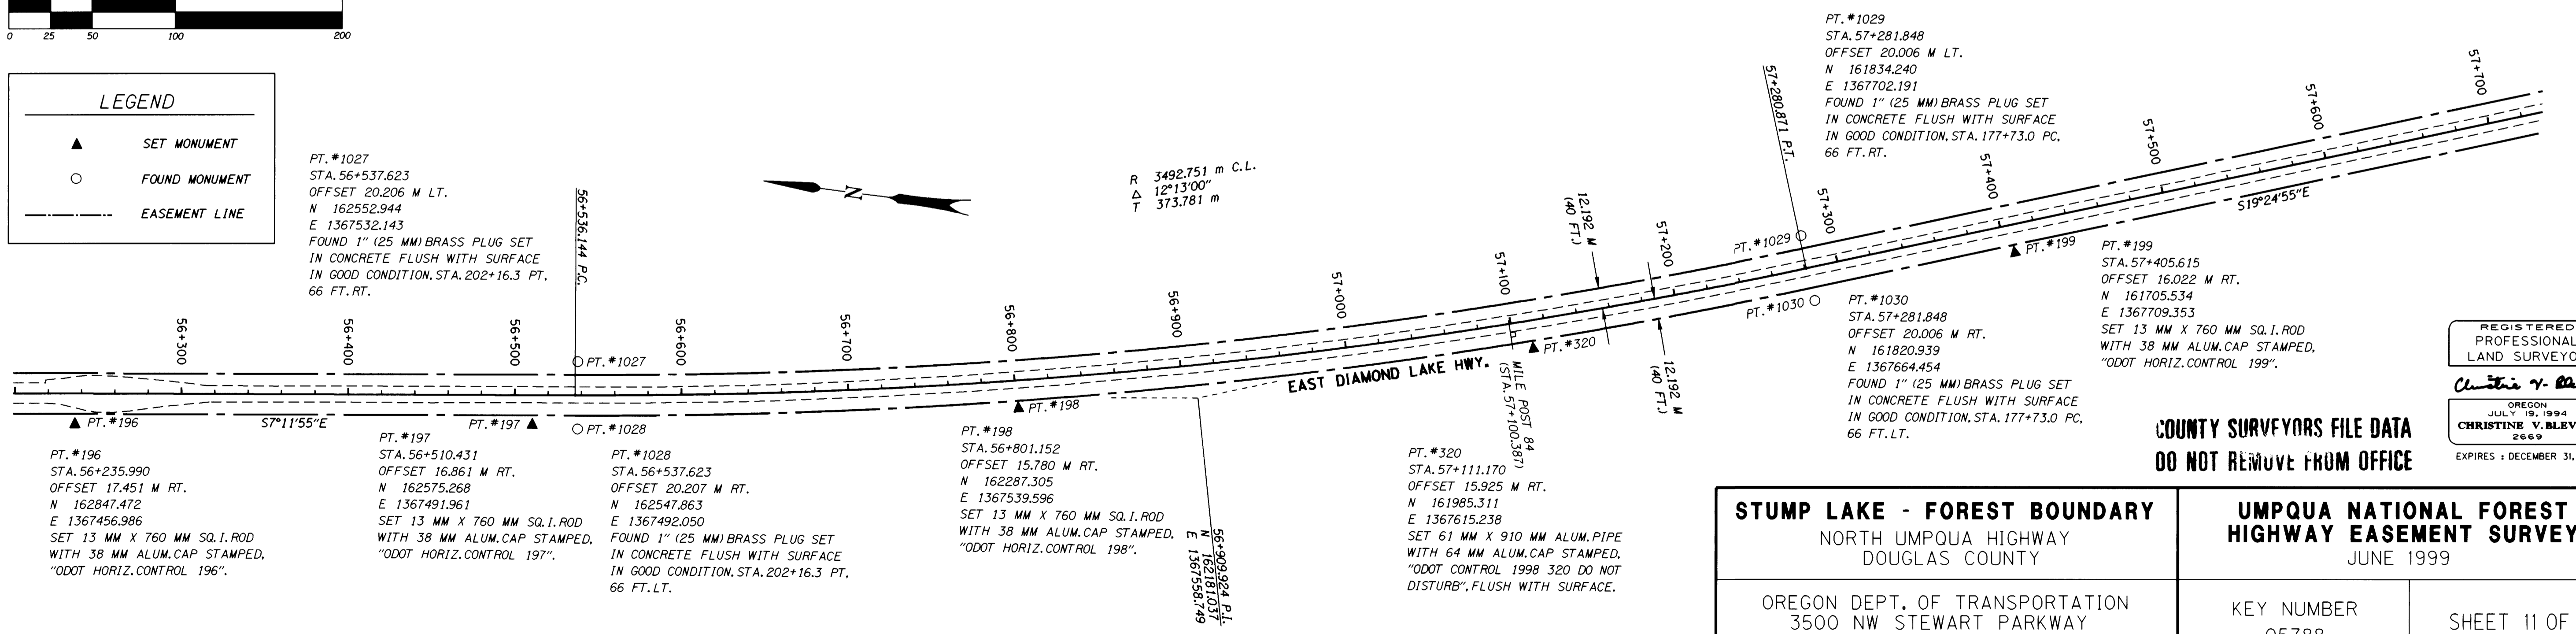 0 25 50 100 200
LEGEND
SET MONUMENT
FOUND MONUMENT
EASEMENT LINE
PT.#1027
STA.56+537.623
OFFSET 20.206 M LT.
N 162552.944
E 1367532.143
FOUND 1" (25 MM) BRASS PLUG SET
IN CONCRETE FLUSH WITH SURFACE
IN GOOD CONDITION, STA.202+16.3 PT,
66 FT.RT.
56+536.144 P.C.
N
R 3492.751 m C.L.
Δ 12°13'00"
T 373.781 m
PT.#1029
STA.57+281.848
OFFSET 20.006 M LT.
N 161834.240
E 1367702.191
FOUND 1" (25 MM) BRASS PLUG SET
IN CONCRETE FLUSH WITH SURFACE
IN GOOD CONDITION, STA.177+73.0 PC,
66 FT.RT.
57+280.871 P.T.
12.192 M
(40 FT.)
56+300
56+400
56+500
56+600
56+700
56+800
56+900
57+000
57+100
57+200
57+300
57+400
57+500
57+600
57+700
PT.#1027
PT.#1029
PT.#199
S19°24'55"E
PT.#196
S7°11'55"E
PT.#197
PT.#1028
PT.#198
EAST DIAMOND LAKE HWY.
PT.#320
MILE POST 84
(STA.57+100.387)
12.192 M
(40 FT.)
PT.#1030
PT.#196
STA.56+235.990
OFFSET 17.451 M RT.
N 162847.472
E 1367456.986
SET 13 MM X 760 MM SQ.I.ROD
WITH 38 MM ALUM.CAP STAMPED,
"ODOT HORIZ.CONTROL 196".
PT.#197
STA.56+510.431
OFFSET 16.861 M RT.
N 162575.268
E 1367491.961
SET 13 MM X 760 MM SQ.I.ROD
WITH 38 MM ALUM.CAP STAMPED,
"ODOT HORIZ.CONTROL 197".
PT.#1028
STA.56+537.623
OFFSET 20.207 M RT.
N 162547.863
E 1367492.050
FOUND 1" (25 MM) BRASS PLUG SET
IN CONCRETE FLUSH WITH SURFACE
IN GOOD CONDITION, STA.202+16.3 PT,
66 FT.LT.
PT.#198
STA.56+801.152
OFFSET 15.780 M RT.
N 162287.305
E 1367539.596
SET 13 MM X 760 MM SQ.I.ROD
WITH 38 MM ALUM.CAP STAMPED,
"ODOT HORIZ.CONTROL 198".
56+909.924 P.I.
N 162181.037
E 1367558.749
PT.#320
STA.57+111.170
OFFSET 15.925 M RT.
N 161985.311
E 1367615.238
SET 61 MM X 910 MM ALUM.PIPE
WITH 64 MM ALUM.CAP STAMPED,
"ODOT CONTROL 1998 320 DO NOT
DISTURB", FLUSH WITH SURFACE.
PT.#1030
STA.57+281.848
OFFSET 20.006 M RT.
N 161820.939
E 1367664.454
FOUND 1" (25 MM) BRASS PLUG SET
IN CONCRETE FLUSH WITH SURFACE
IN GOOD CONDITION, STA.177+73.0 PC,
66 FT.LT.
PT.#199
STA.57+405.615
OFFSET 16.022 M RT.
N 161705.534
E 1367709.353
SET 13 MM X 760 MM SQ.I.ROD
WITH 38 MM ALUM.CAP STAMPED,
"ODOT HORIZ.CONTROL 199".
COUNTY SURVEYORS FILE DATA
DO NOT REMOVE FROM OFFICE
REGISTERED
PROFESSIONAL
LAND SURVEYO
OREGON
JULY 19, 1994
CHRISTINE V. BLEV
2669
EXPIRES : DECEMBER 31,
STUMP LAKE - FOREST BOUNDARY
NORTH UMPQUA HIGHWAY
DOUGLAS COUNTY
UMPQUA NATIONAL FOREST
HIGHWAY EASEMENT SURVEY
JUNE 1999
OREGON DEPT. OF TRANSPORTATION
3500 NW STEWART PARKWAY
KEY NUMBER
05788
SHEET 11 OF